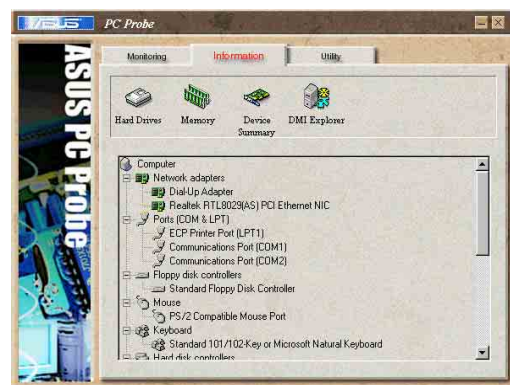 ASUS
PC Probe
ASUS PC Probe
Monitoring
Information
Utility
Hard Drives
Memory
Device
Summary
DMI Explorer
Computer
Network adapters
Dial-Up Adapter
Realtek RTL8029(AS) PCI Ethernet NIC
Ports (COM & LPT)
ECP Printer Port (LPT1)
Communications Port (COM1)
Communications Port (COM2)
Floppy disk controllers
Standard Floppy Disk Controller
Mouse
PS/2 Compatible Mouse Port
Keyboard
Standard 101/102-Key or Microsoft Natural Keyboard
Hard disk controllers